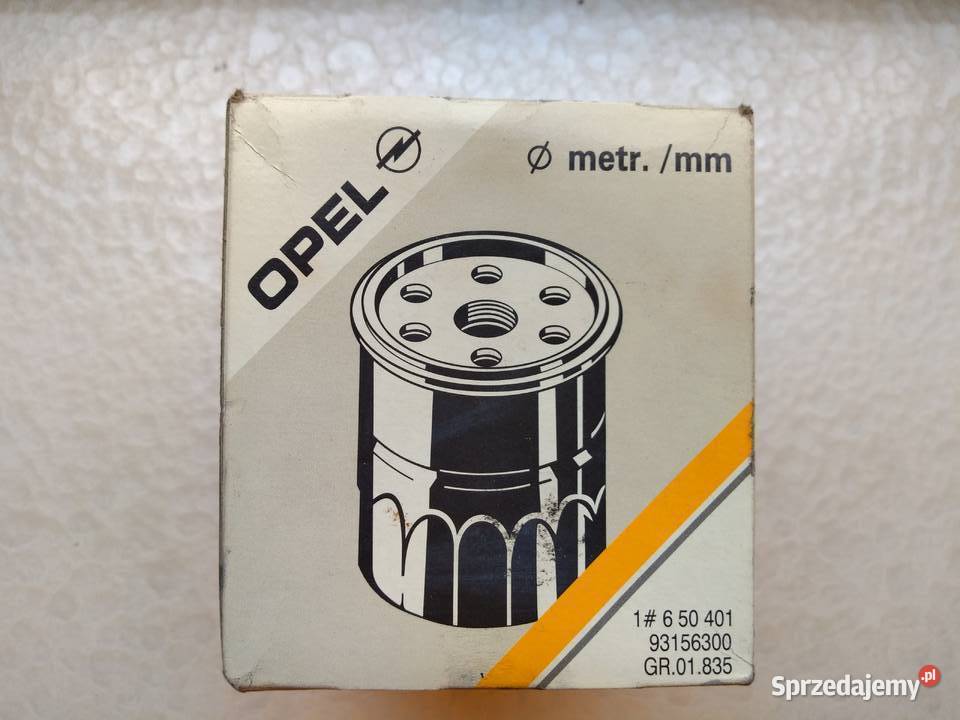 OPEL
Ø metr. /mm
1# 6 50 401
93156300
GR.01.835
Sprzedajemy.pl